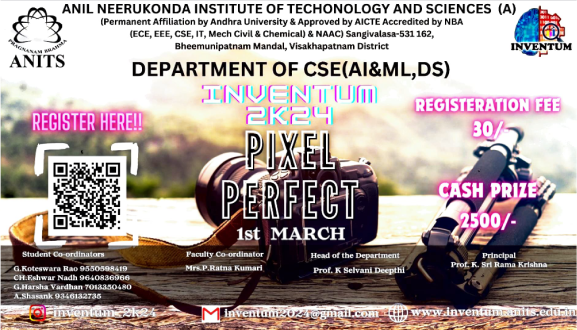 ANIL NEERUKONDA INSTITUTE OF TECHONOLOGY AND SCIENCES (A)
(Permanent Affiliation by Andhra University & Approved by AICTE Accredited by NBA
(ECE, EEE, CSE, IT, Mech Civil & Chemical) & NAAC) Sangivalasa-531 162,
Bheemunipatnam Mandal, Visakhapatnam District
PRAGNANAM BRAHMA
ANITS
INVENTUM
DEPARTMENT OF CSE(AI&ML,DS)
INVENTUM
2K24
REGISTER HERE!!
REGISTERATION FEE
30/-
PIXEL
PERFECT
CASH PRIZE
2500/-
1st MARCH
Student Co-ordinators
G.Koteswara Rao 9550598419
CH.Eshwar Nadh 9640836966
G.Harsha Vardhan 7013350480
A.Shasank 9346132735
Faculty Co-ordinator
Mrs.P.Ratna Kumari
Head of the Department
Prof. K Selvani Deepthi
Principal
Prof. K. Sri Rama Krishna
inventum_2k24
inventum2024@gmail.com
www.inventum.anits.edu.in